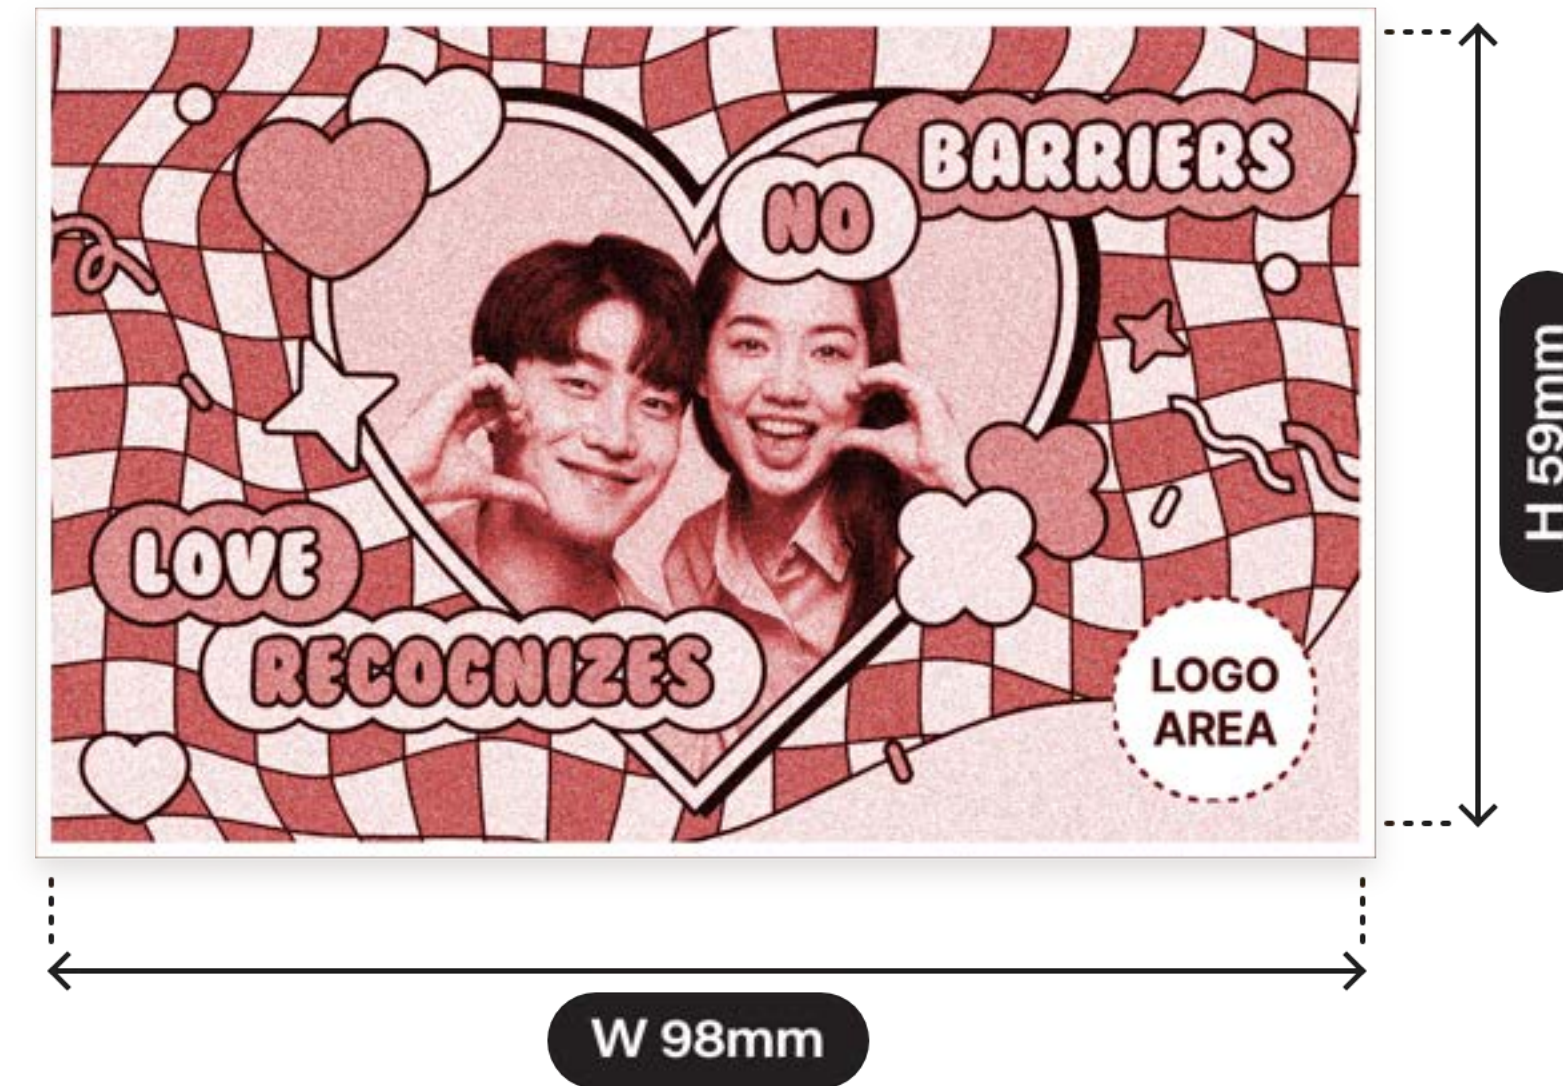 BARRIERS
NO
LOVE
RECOGNIZES
LOGO
AREA
H 59mm
W 98mm